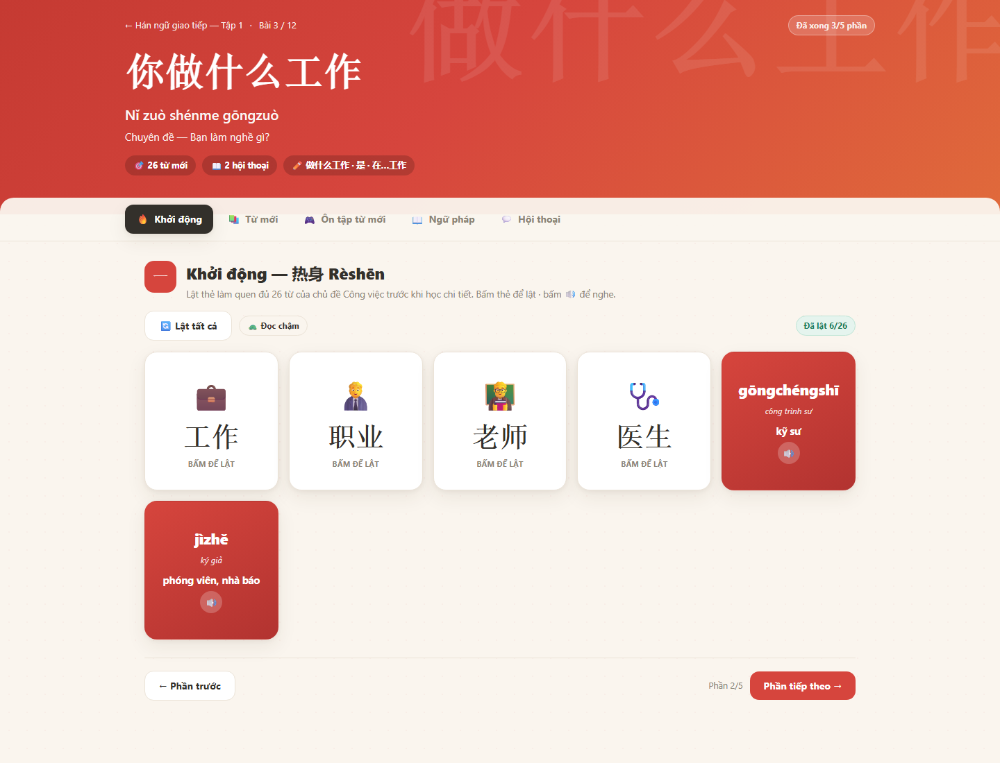 ← Hán ngữ giao tiếp — Tập 1 · Bài 3 / 12
Đã xong 3/5 phần
做什么工作
你做什么工作
Nǐ zuò shénme gōngzuò
Chuyên đề — Bạn làm nghề gì?
26 từ mới
2 hội thoại
做什么工作 · 是 · 在...工作
Khởi động
Từ mới
Ôn tập từ mới
Ngữ pháp
Hội thoại
一
Khởi động — 热身 Rèshēn
Lật thẻ làm quen đủ 26 từ của chủ đề Công việc trước khi học chi tiết. Bấm thẻ để lật · bấm 🔊 để nghe.
Lật tất cả
Đọc chậm
Đã lật 6/26
工作
BẤM ĐỂ LẬT
职业
BẤM ĐỂ LẬT
老师
BẤM ĐỂ LẬT
医生
BẤM ĐỂ LẬT
gōngchéngshī
công trình sư
kỹ sư
jìzhě
ký giả
phóng viên, nhà báo
← Phần trước
Phần 2/5
Phần tiếp theo →